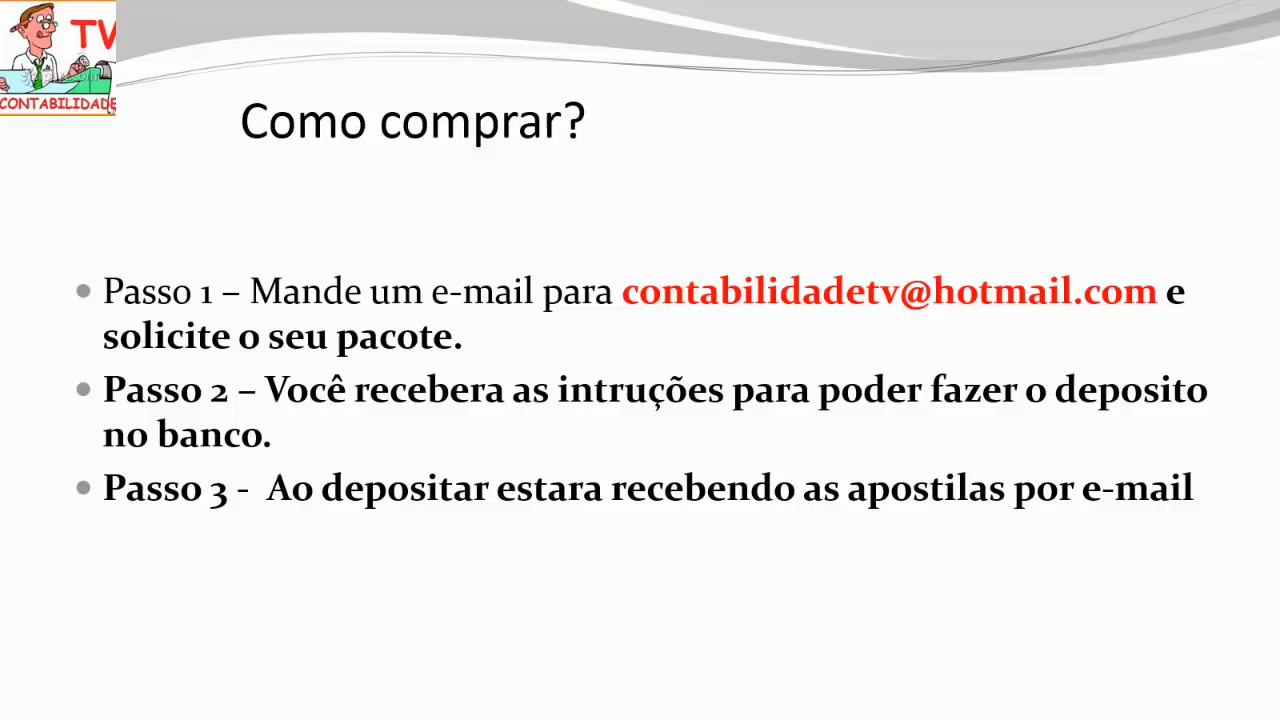 TV
CONTABILIDADE
Como comprar?
Passo 1 – Mande um e-mail para contabilidadetv@hotmail.com e
solicite o seu pacote.
Passo 2 – Você recebera as intruções para poder fazer o deposito
no banco.
Passo 3 - Ao depositar estara recebendo as apostilas por e-mail